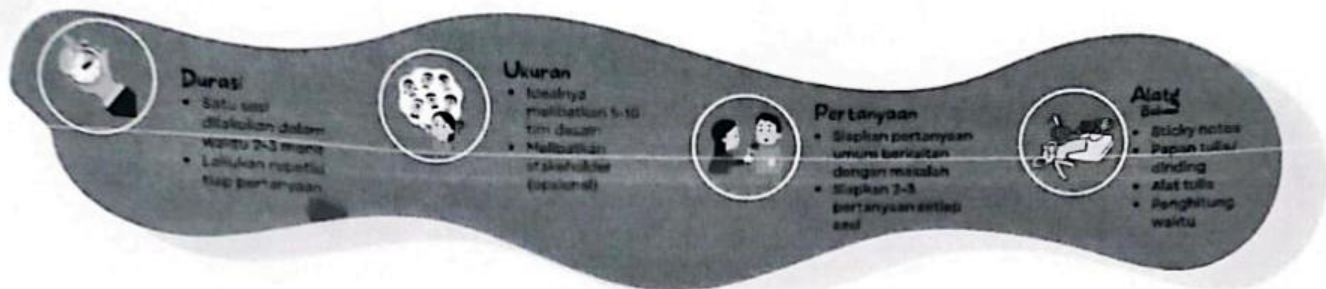 Durasi
• Satu sesi
dilakukan dalam
waktu 2-3 menit
• Lakukan repetisi
tiap pertanyaan
Ukuran
• Idealnya
melibatkan 5-10
tim desain
• Melibatkan
stakeholder
(opsional)
Pertanyaan
• Siapkan pertanyaan
umum berkaitan
dengan masalah
• Siapkan 2-3
pertanyaan setiap
sesi
Alat &
• Sticky notes
• Papan tulis/
dinding
• Alat tulis
• Penghitung
waktu